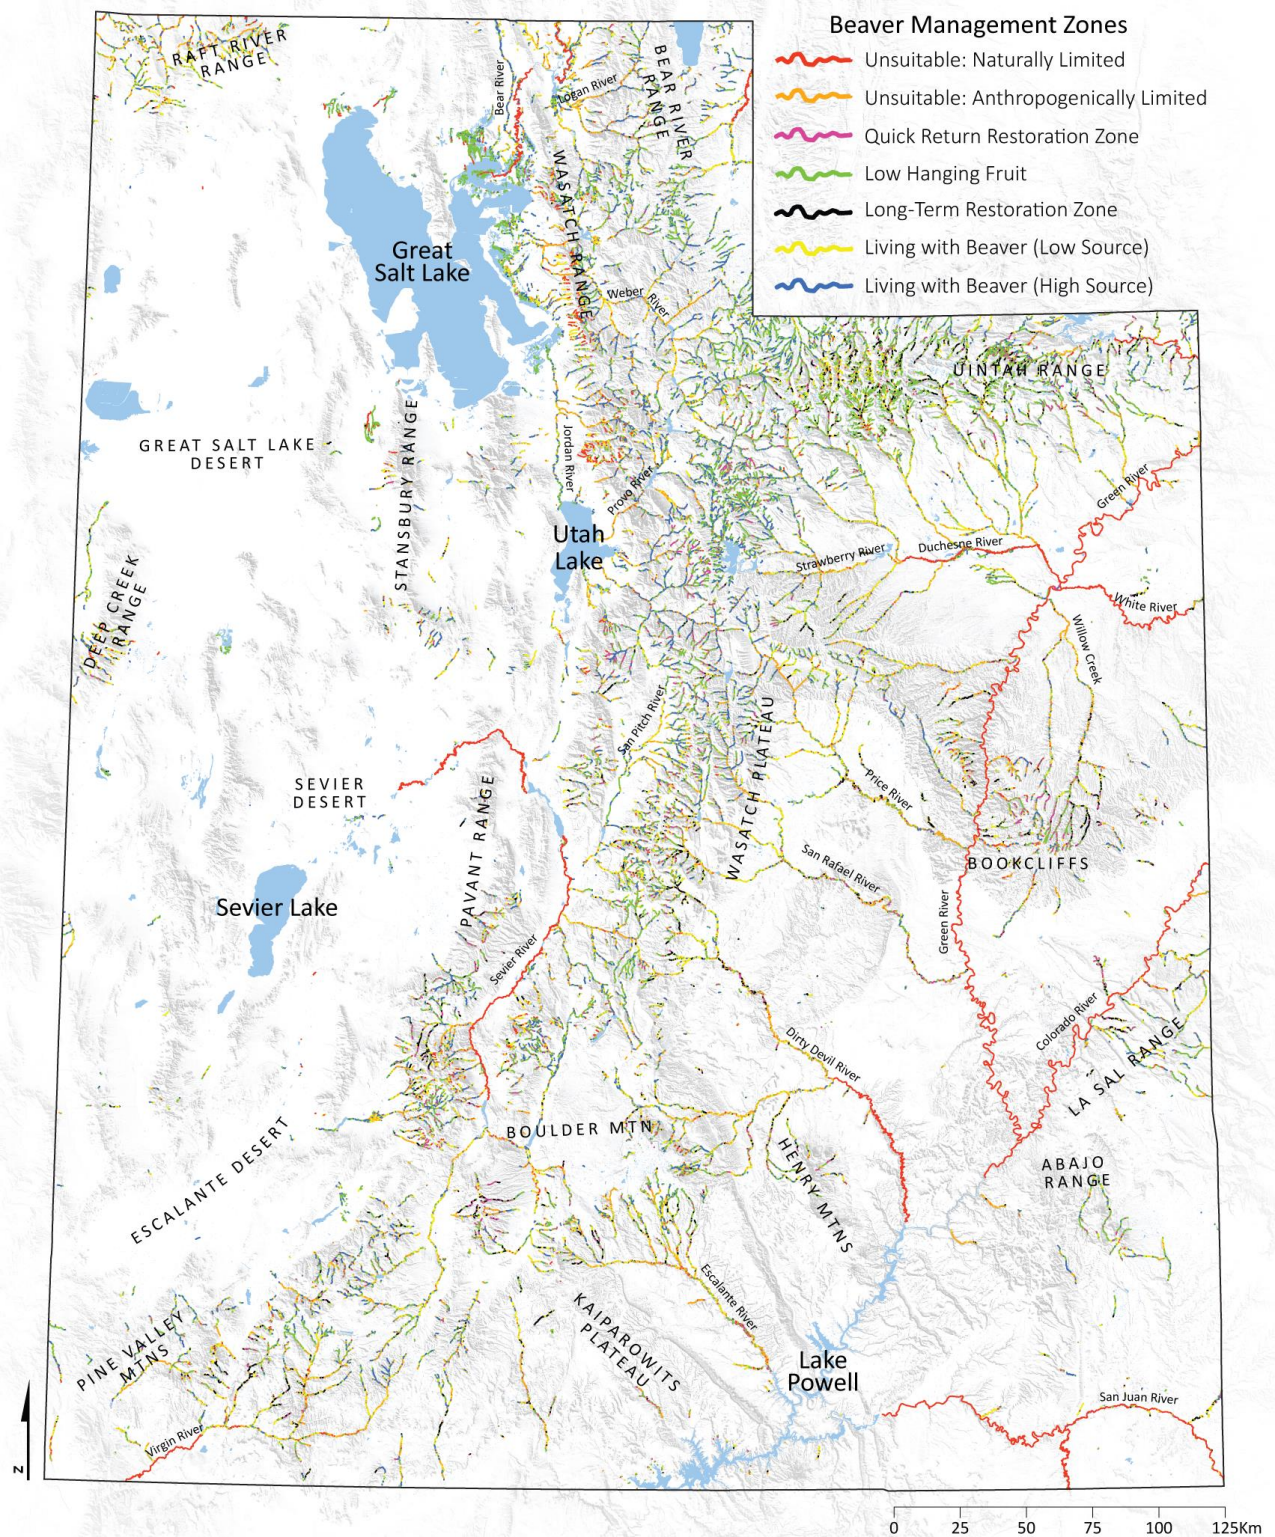 Beaver Management Zones
Unsuitable: Naturally Limited
Unsuitable: Anthropogenically Limited
Quick Return Restoration Zone
Low Hanging Fruit
Long-Term Restoration Zone
Living with Beaver (Low Source)
Living with Beaver (High Source)
RAFT RIVER
RANGE
Bear River
Logan River
BEAR RIVER
RANGE
WASATCH RANGE
Great
Salt Lake
Weber River
UINTAH RANGE
GREAT SALT LAKE
DESERT
STANSBURY RANGE
Jordan River
Provo River
Green River
Utah
Lake
Strawberry River
Duchesne River
White River
DEEP CREEK
RANGE
Willow Creek
San Pitch River
WASATCH PLATEAU
SEVIER
DESERT
PAVANT RANGE
Price River
San Rafael River
BOOKCLIFFS
Sevier Lake
Green River
Sevier River
Colorado River
Dirty Devil River
LA SAL RANGE
BOULDER MTN
ESCALANTE DESERT
HENRY MTNS
ABAJO
RANGE
Escalante River
KAIPAROWITS
PLATEAU
PINE VALLEY
MTNS
Lake
Powell
San Juan River
Virgin River
N
0 25 50 75 100 125Km